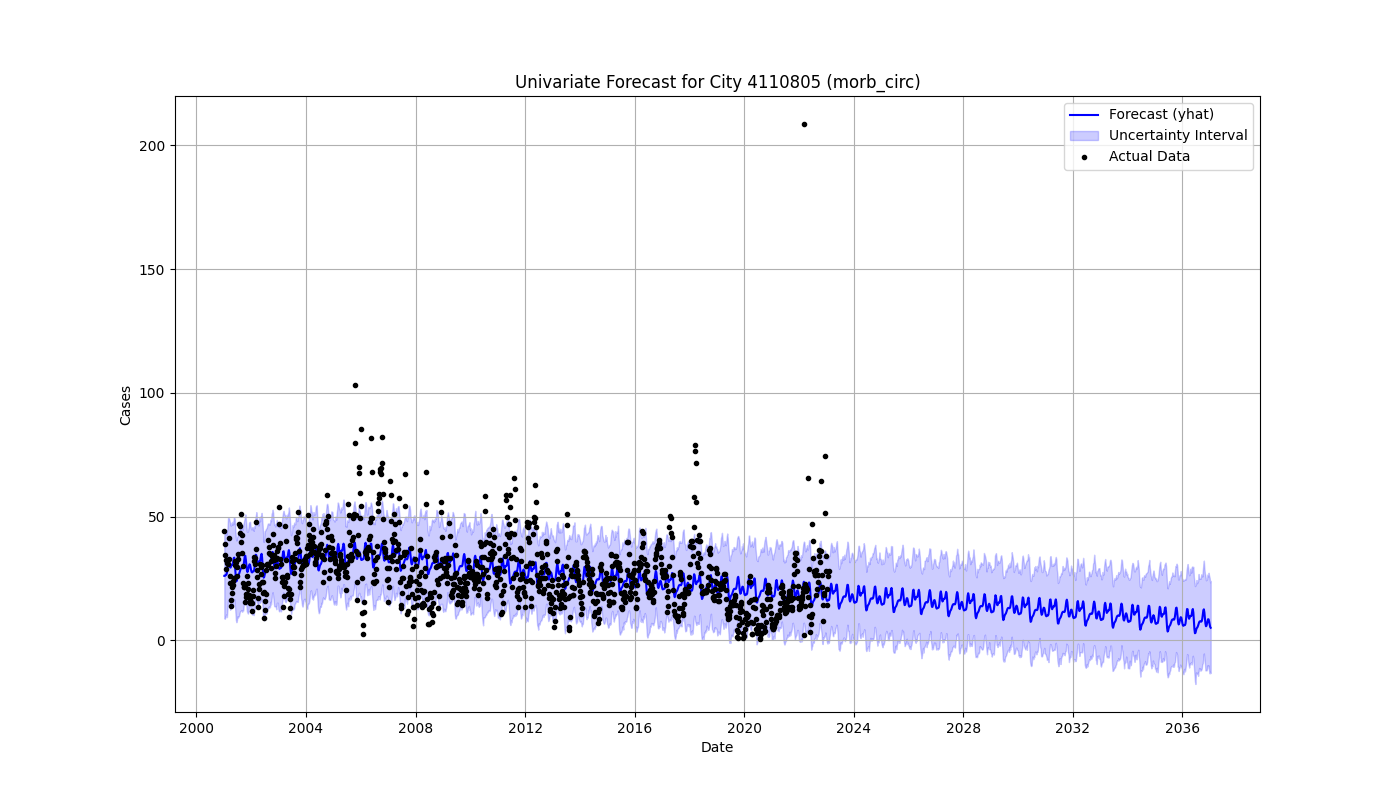 Univariate Forecast for City 4110805 (morb_circ)
Forecast (yhat)
Uncertainty Interval
Actual Data
200
150
100
50
0
Cases
2000 2004 2008 2012 2016 2020 2024 2028 2032 2036
Date